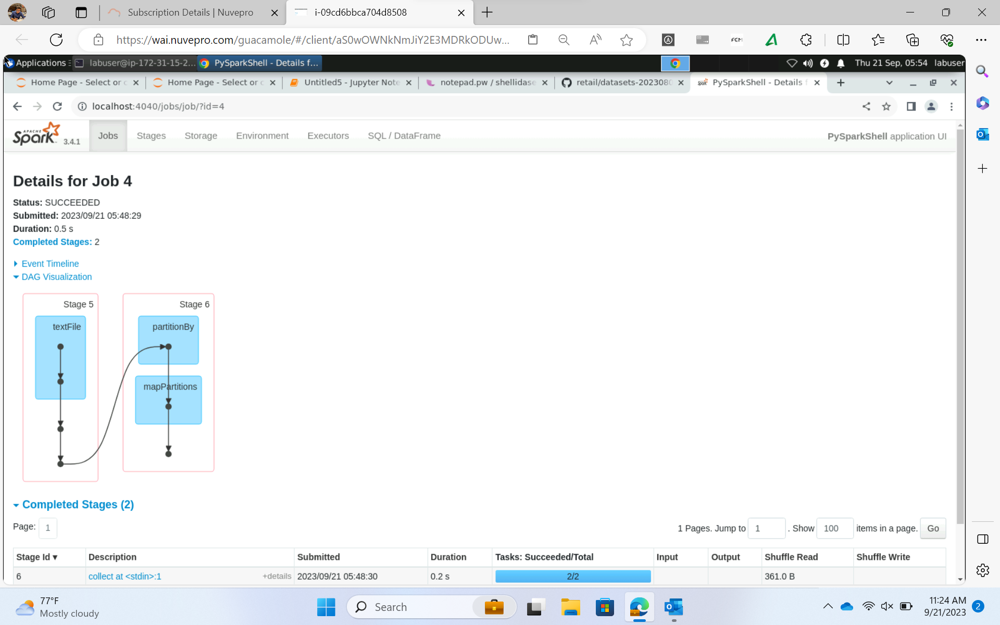 Subscription Details | Nuvepro
i-09cd6bbca704d8508
https://wai.nuvepro.com/guacamole/#/client/aS0wOWNkNmJiY2E3MDRkODUw...
FCM
Applications
labuser@ip-172-31-15-2...
PySparkShell - Details f...
Thu 21 Sep, 05:54 labuser
Home Page - Select or c
Home Page - Select or c
Untitled5 - Jupyter Note
notepad.pw / shellidase
retail/datasets-2023080
PySparkShell - Details f
localhost:4040/jobs/job/?id=4
APACHE Spark 3.4.1
Jobs
Stages
Storage
Environment
Executors
SQL / DataFrame
PySparkShell application UI
Details for Job 4
Status: SUCCEEDED
Submitted: 2023/09/21 05:48:29
Duration: 0.5 s
Completed Stages: 2
Event Timeline
DAG Visualization
Stage 5
Stage 6
textFile
partitionBy
mapPartitions
Completed Stages (2)
Page: 1
1 Pages. Jump to 1 . Show 100 items in a page. Go
Stage Id ▾ Description Submitted Duration Tasks: Succeeded/Total Input Output Shuffle Read Shuffle Write
6 collect at <stdin>:1 +details 2023/09/21 05:48:30 0.2 s 2/2 361.0 B
77°F
Mostly cloudy
Search
11:24 AM
9/21/2023
2